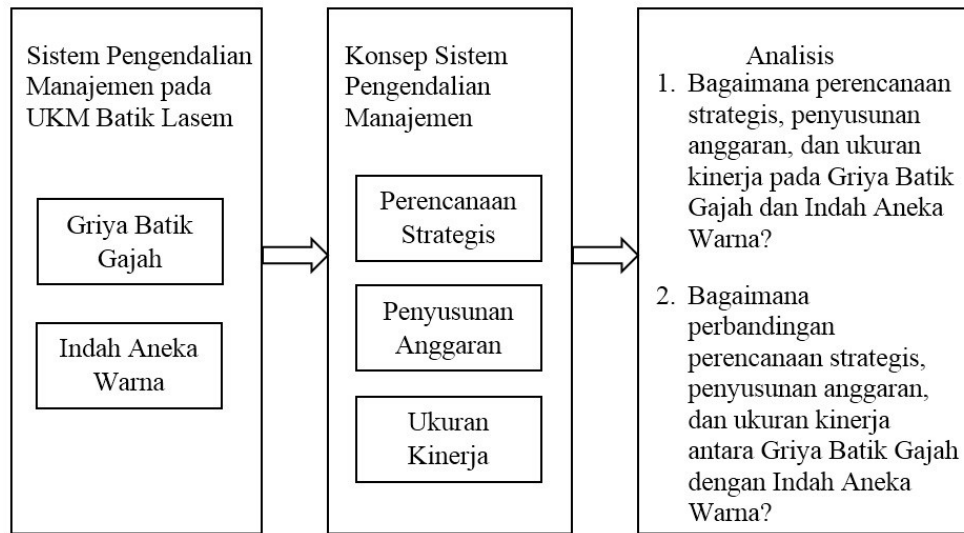 Sistem Pengendalian
Manajemen pada
UKM Batik Lasem
Griya Batik
Gajah
Indah Aneka
Warna
Konsep Sistem
Pengendalian
Manajemen
Perencanaan
Strategis
Penyusunan
Anggaran
Ukuran
Kinerja
Analisis
1. Bagaimana perencanaan
strategis, penyusunan
anggaran, dan ukuran
kinerja pada Griya Batik
Gajah dan Indah Aneka
Warna?
2. Bagaimana
perbandingan
perencanaan strategis,
penyusunan anggaran,
dan ukuran kinerja
antara Griya Batik Gajah
dengan Indah Aneka
Warna?